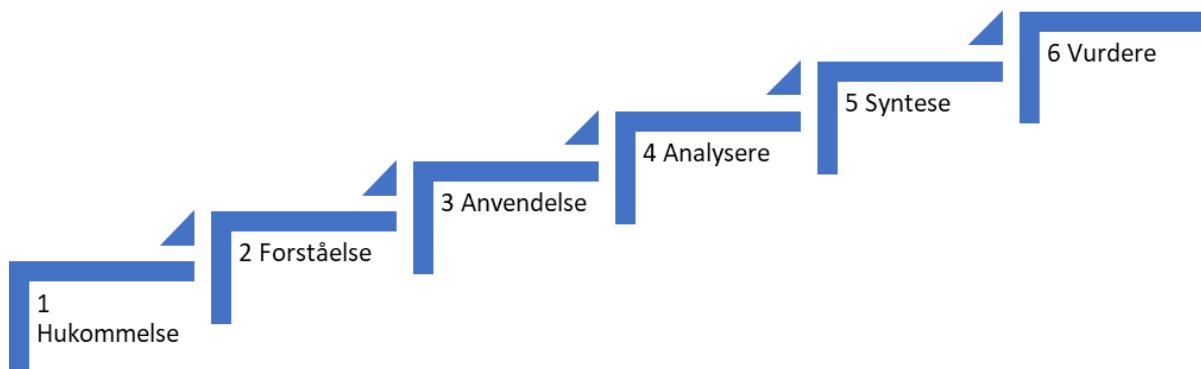 1
Hukommelse
2 Forståelse
3 Anvendelse
4 Analysere
5 Syntese
6 Vurdere